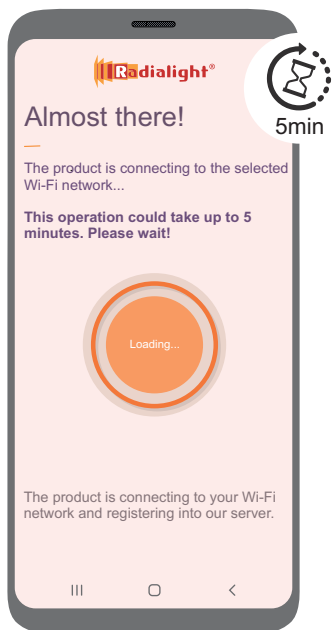 Radialight®
5min
Almost there!
The product is connecting to the selected
Wi-Fi network...
This operation could take up to 5
minutes. Please wait!
Loading...
The product is connecting to your Wi-Fi
network and registering into our server.